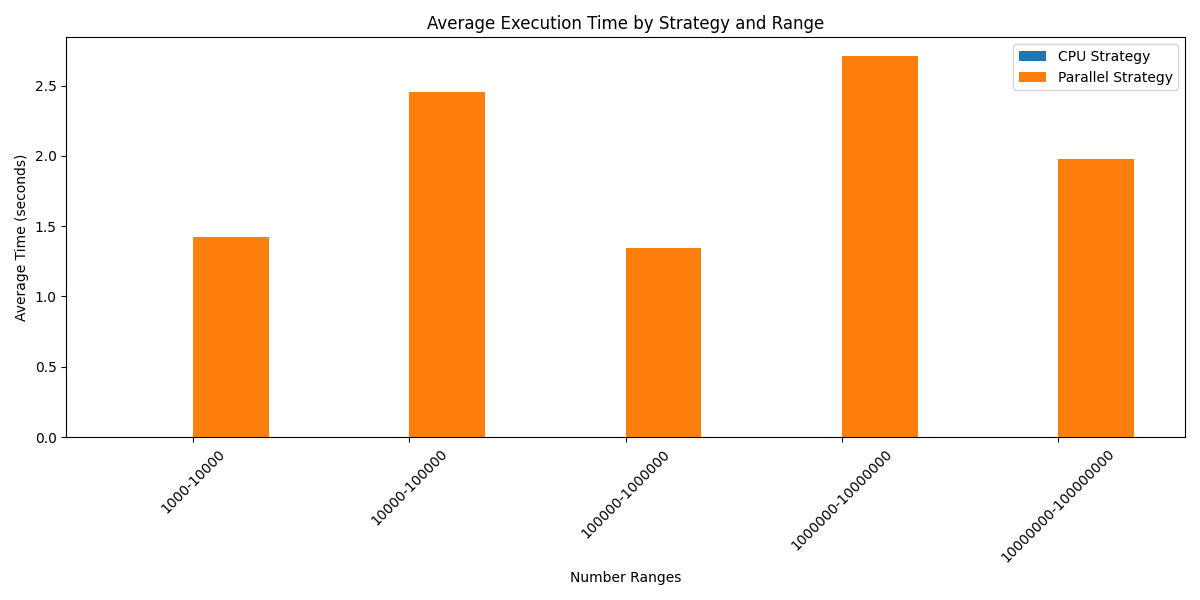 Average Execution Time by Strategy and Range
CPU Strategy
Parallel Strategy
Average Time (seconds)
2.5
2.0
1.5
1.0
0.5
0.0
1000-10000
10000-100000
100000-1000000
1000000-10000000
10000000-100000000
Number Ranges